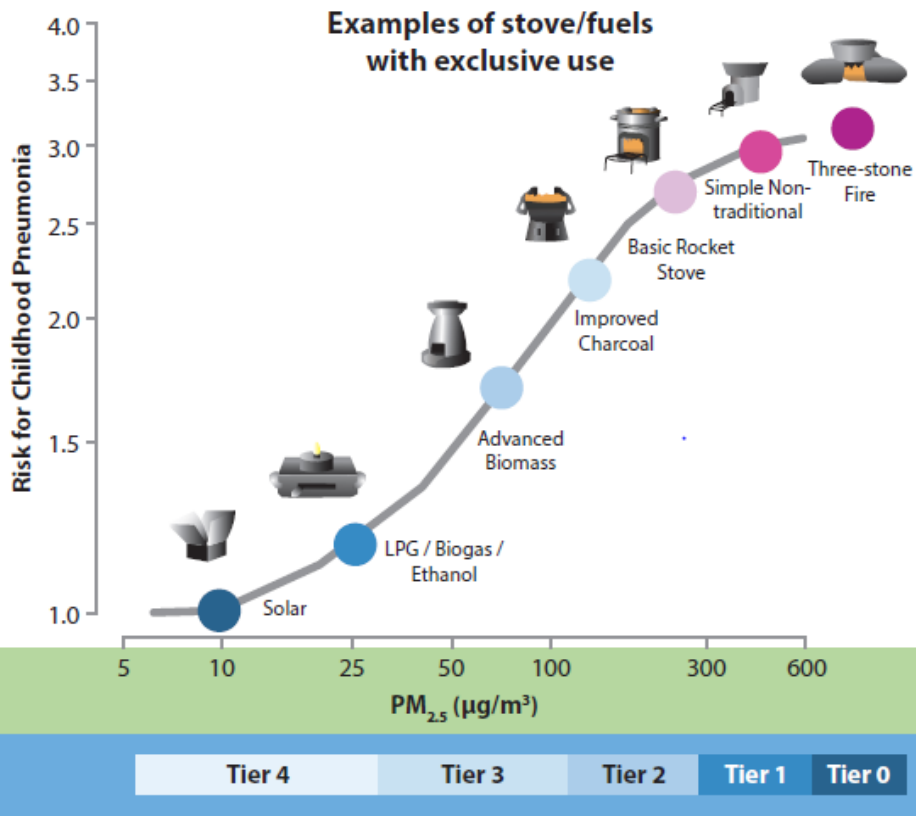 Examples of stove/fuels
with exclusive use
Risk for Childhood Pneumonia
4.0
3.5
3.0
2.5
2.0
1.5
1.0
Three-stone
Fire
Simple Non-
traditional
Basic Rocket
Stove
Improved
Charcoal
Advanced
Biomass
LPG / Biogas /
Ethanol
Solar
5 10 25 50 100 300 600
PM2.5 (µg/m³)
Tier 4 Tier 3 Tier 2 Tier 1 Tier 0